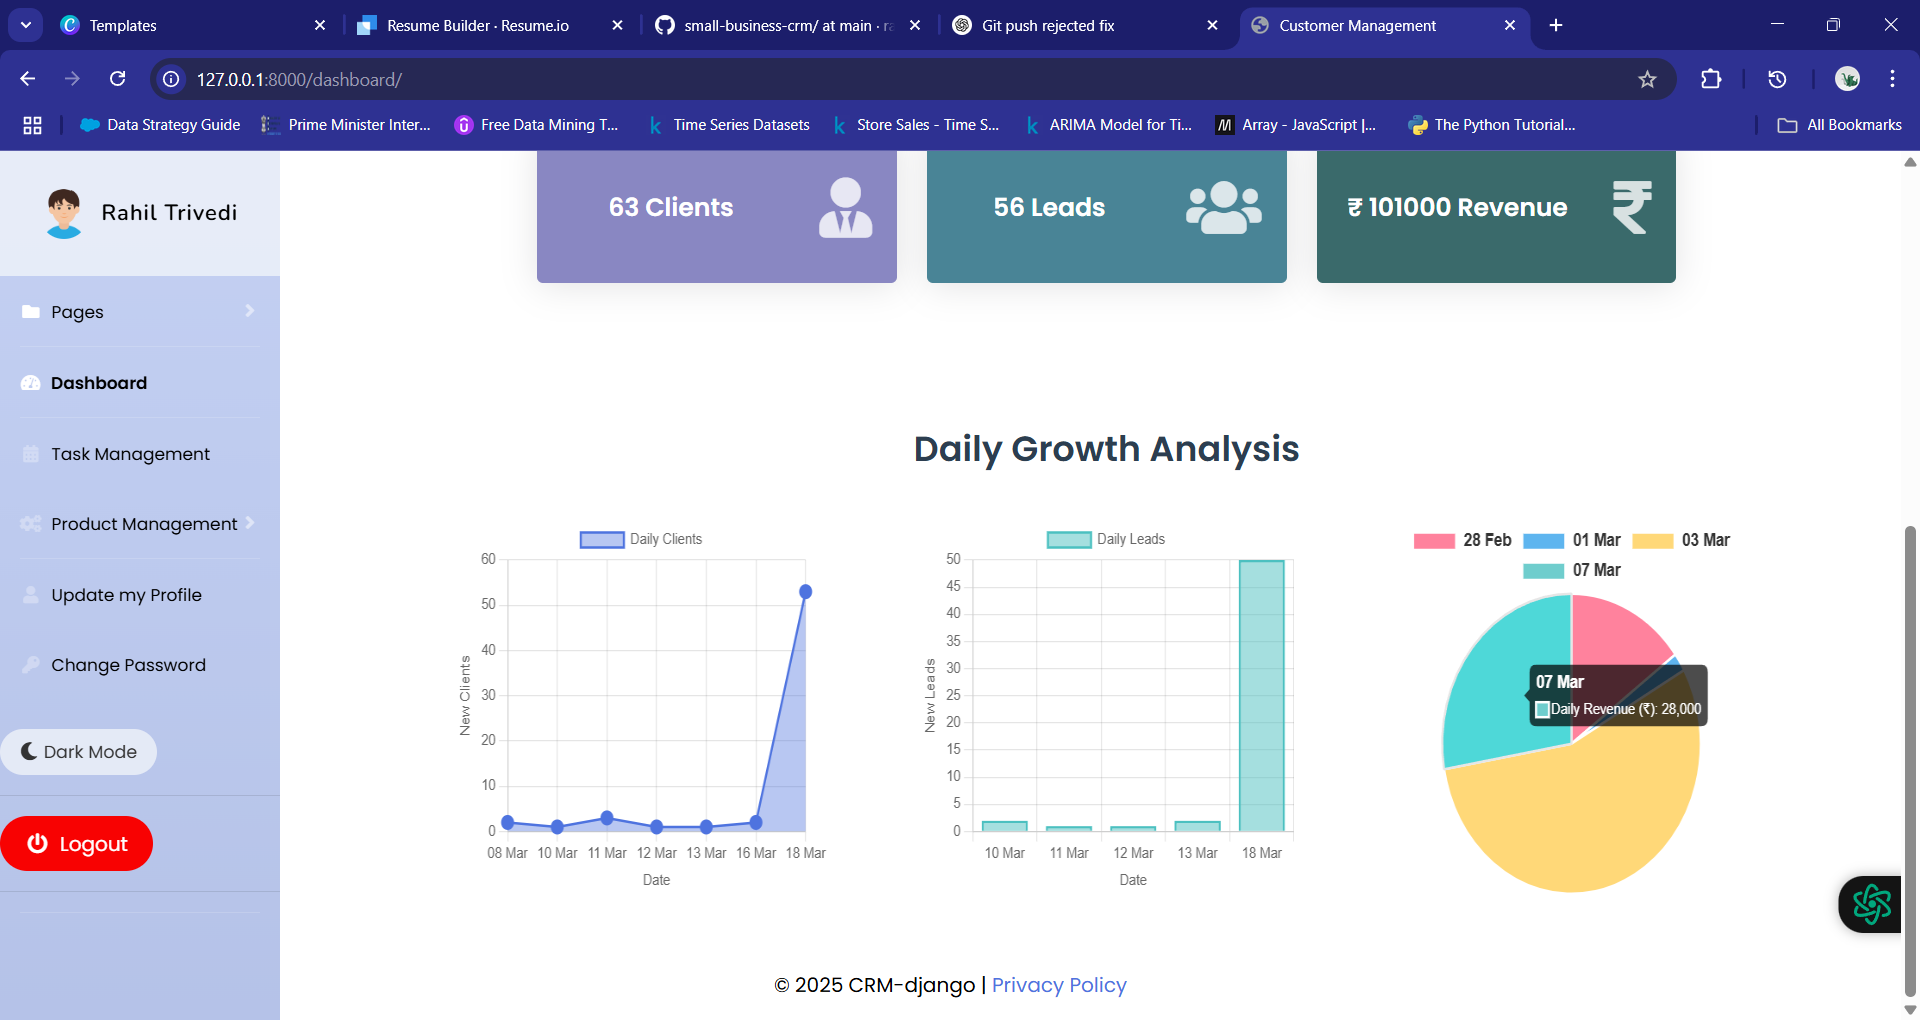 Templates
Resume Builder · Resume.io
small-business-crm/ at main · ra
Git push rejected fix
Customer Management
127.0.0.1:8000/dashboard/
Data Strategy Guide
Prime Minister Inter...
Free Data Mining T...
Time Series Datasets
Store Sales - Time S...
ARIMA Model for Ti...
Array - JavaScript |...
The Python Tutorial...
All Bookmarks
Rahil Trivedi
Pages
Dashboard
Task Management
Product Management
Update my Profile
Change Password
Dark Mode
Logout
63 Clients
56 Leads
₹ 101000 Revenue
Daily Growth Analysis
Daily Clients
60
50
40
30
20
10
0
New Clients
08 Mar 10 Mar 11 Mar 12 Mar 13 Mar 16 Mar 18 Mar
Date
Daily Leads
50
45
40
35
30
25
20
15
10
5
0
New Leads
10 Mar 11 Mar 12 Mar 13 Mar 18 Mar
Date
28 Feb 01 Mar 03 Mar
07 Mar
07 Mar
Daily Revenue (₹): 28,000
© 2025 CRM-django | Privacy Policy